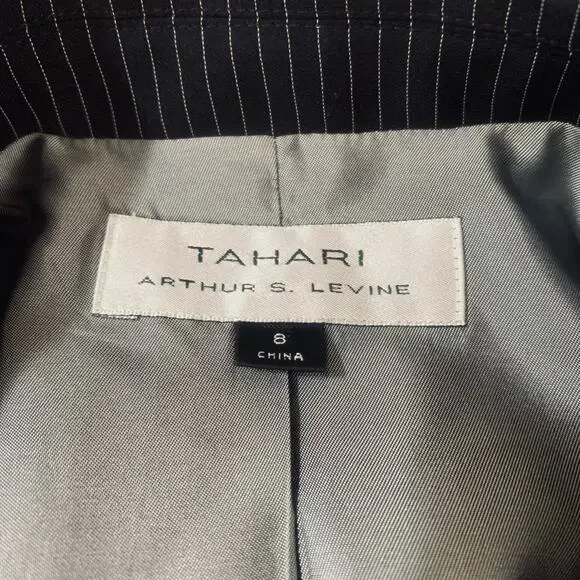 TAHARI
ARTHUR S. LEVINE
8
CHINA